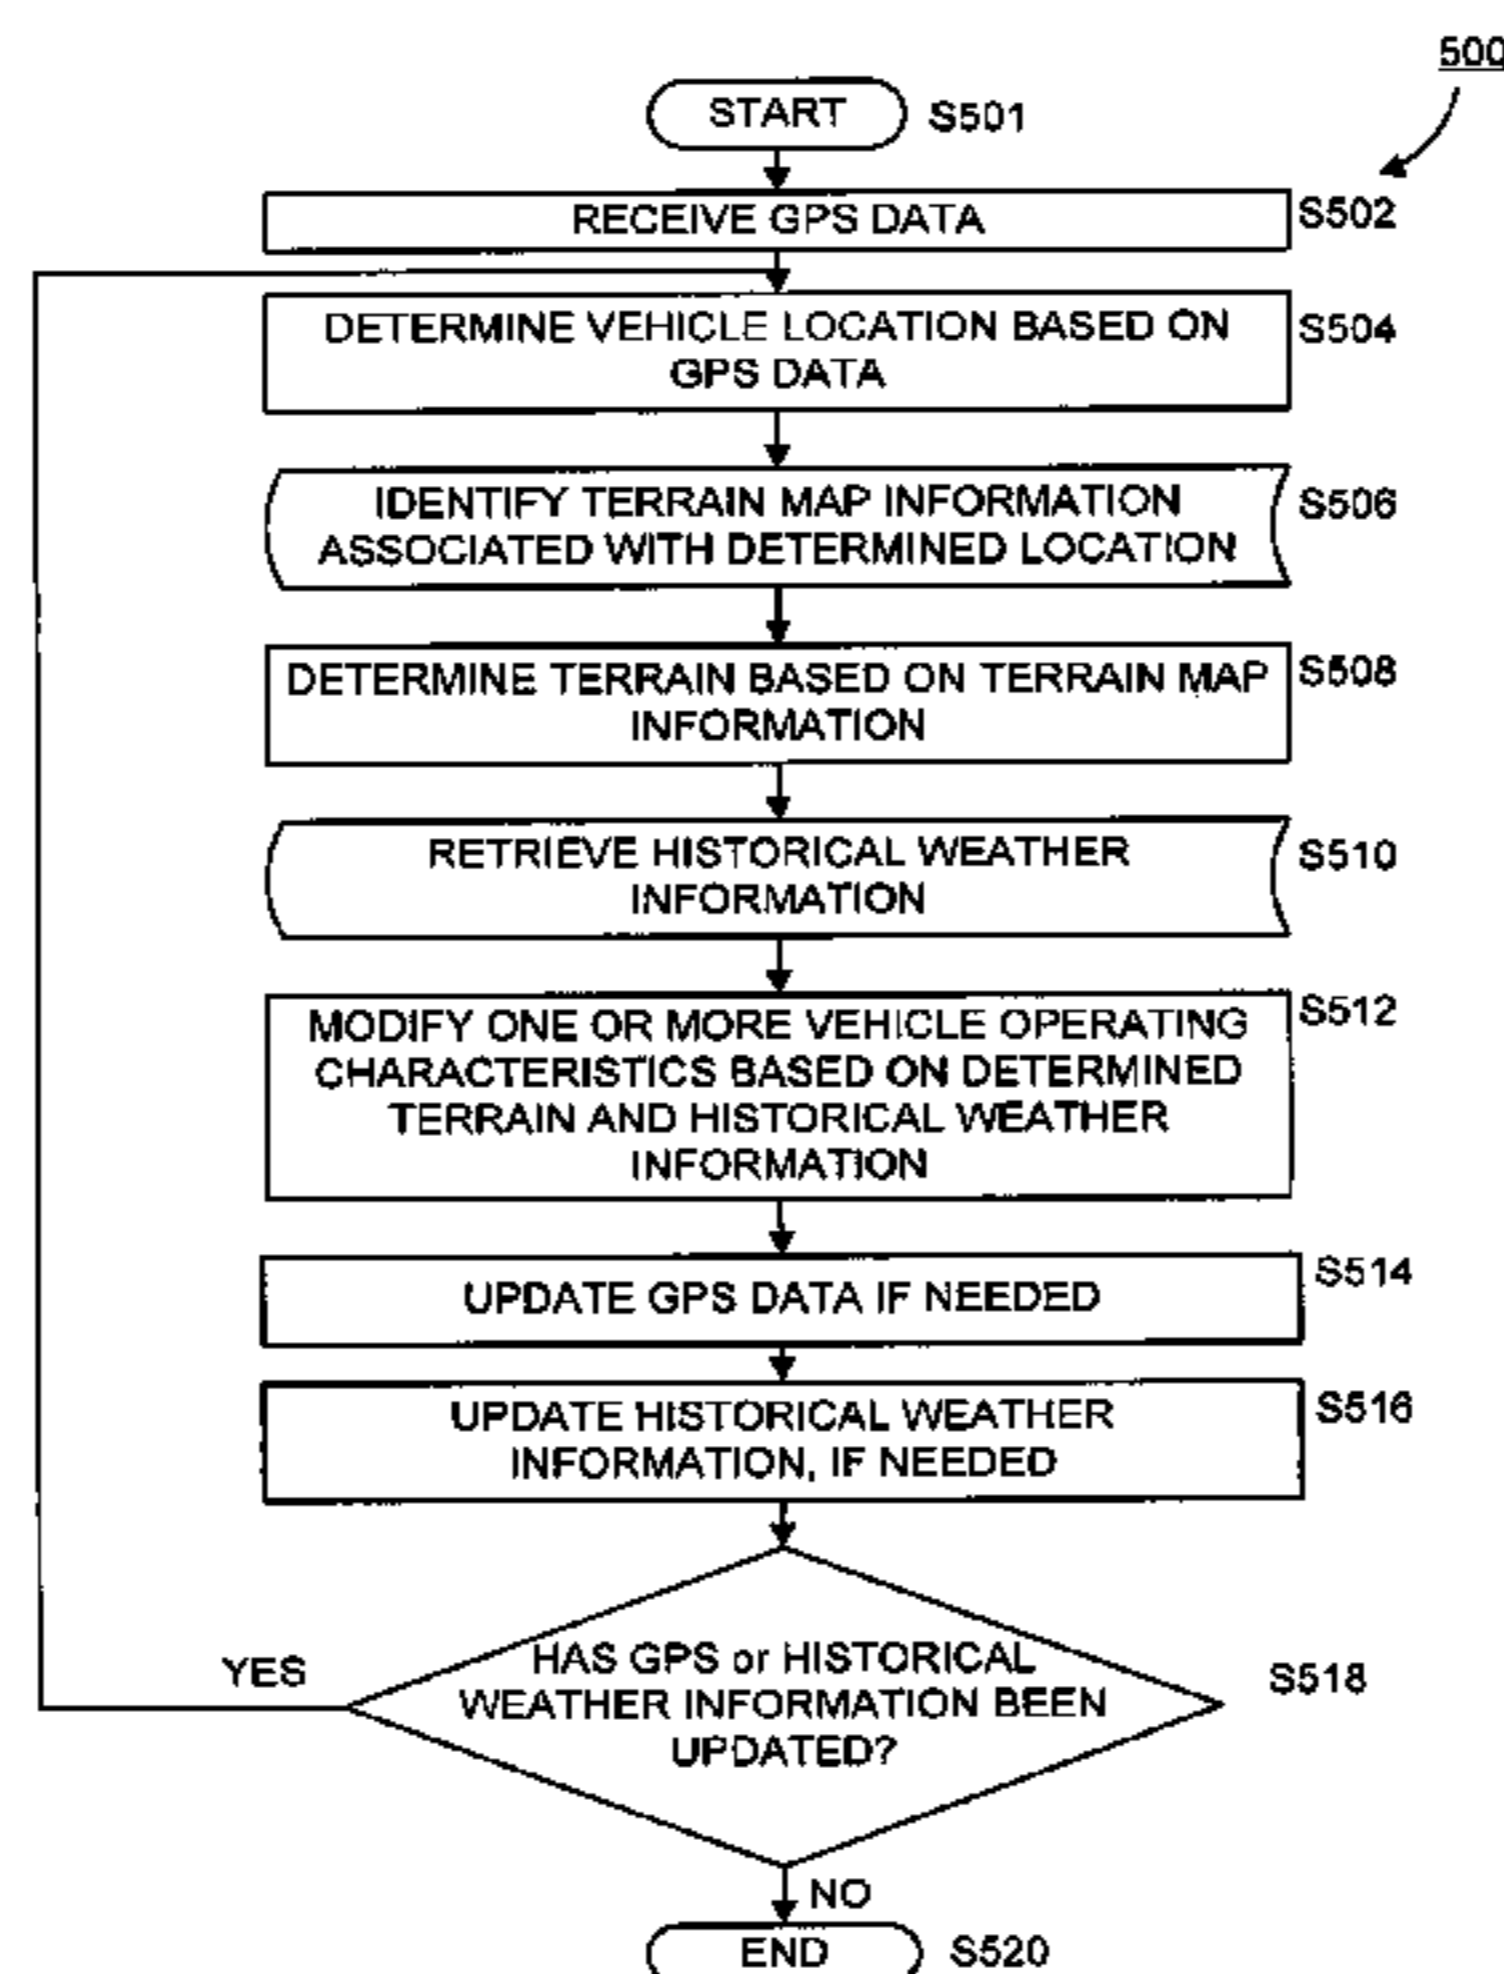 500
START S501
RECEIVE GPS DATA S502
DETERMINE VEHICLE LOCATION BASED ON S504
GPS DATA
IDENTIFY TERRAIN MAP INFORMATION S506
ASSOCIATED WITH DETERMINED LOCATION
DETERMINE TERRAIN BASED ON TERRAIN MAP S508
INFORMATION
RETRIEVE HISTORICAL WEATHER S510
INFORMATION
MODIFY ONE OR MORE VEHICLE OPERATING S512
CHARACTERISTICS BASED ON DETERMINED
TERRAIN AND HISTORICAL WEATHER
INFORMATION
UPDATE GPS DATA IF NEEDED S514
UPDATE HISTORICAL WEATHER S516
INFORMATION, IF NEEDED
HAS GPS or HISTORICAL
YES WEATHER INFORMATION BEEN S518
UPDATED?
NO
END S520